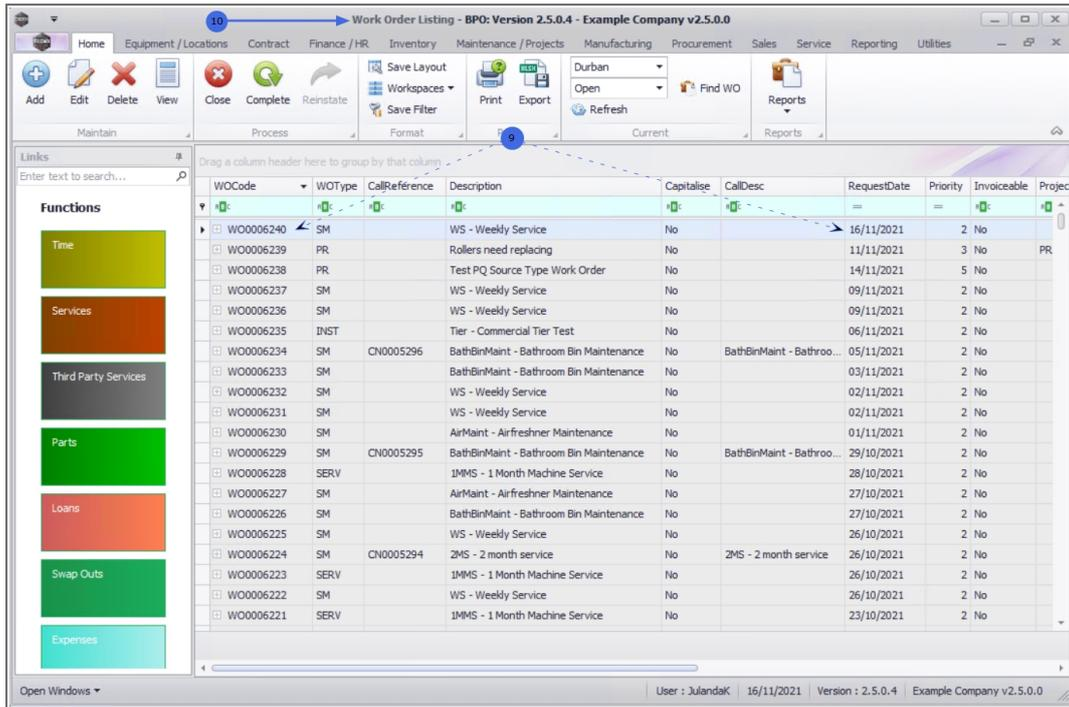 10
Work Order Listing - BPO: Version 2.5.0.4 - Example Company v2.5.0.0
Home Equipment / Locations Contract Finance / HR Inventory Maintenance / Projects Manufacturing Procurement Sales Service Reporting Utilities
Add Edit Delete View Close Complete Reinstate
Save Layout
Workspaces
Save Filter
Print Export
Durban
Open
Refresh
Find WO
Reports
Maintain Process Format Current Reports
9
Links
Enter text to search...
Functions
Time
Services
Third Party Services
Parts
Loans
Swap Outs
Expenses
Drag a column header here to group by that column
WOCode WOType CallReference Description Capitalise CallDesc RequestDate Priority Invoiceable Projec
= =
WO0006240 SM WS - Weekly Service No 16/11/2021 2 No
WO0006239 PR Rollers need replacing No 11/11/2021 3 No PR
WO0006238 PR Test PQ Source Type Work Order No 14/11/2021 5 No
WO0006237 SM WS - Weekly Service No 09/11/2021 2 No
WO0006236 SM WS - Weekly Service No 09/11/2021 2 No
WO0006235 INST Tier - Commercial Tier Test No 06/11/2021 2 No
WO0006234 SM CN0005296 BathBinMaint - Bathroom Bin Maintenance No BathBinMaint - Bathroo... 05/11/2021 2 No
WO0006233 SM BathBinMaint - Bathroom Bin Maintenance No 03/11/2021 2 No
WO0006232 SM WS - Weekly Service No 02/11/2021 2 No
WO0006231 SM WS - Weekly Service No 02/11/2021 2 No
WO0006230 SM AirMaint - Airfreshner Maintenance No 01/11/2021 2 No
WO0006229 SM CN0005295 BathBinMaint - Bathroom Bin Maintenance No BathBinMaint - Bathroo... 29/10/2021 2 No
WO0006228 SERV 1MMS - 1 Month Machine Service No 28/10/2021 2 No
WO0006227 SM AirMaint - Airfreshner Maintenance No 27/10/2021 2 No
WO0006226 SM BathBinMaint - Bathroom Bin Maintenance No 27/10/2021 2 No
WO0006225 SM WS - Weekly Service No 26/10/2021 2 No
WO0006224 SM CN0005294 2MS - 2 month service No 2MS - 2 month service 26/10/2021 2 No
WO0006223 SERV 1MMS - 1 Month Machine Service No 26/10/2021 2 No
WO0006222 SM WS - Weekly Service No 26/10/2021 2 No
WO0006221 SERV 1MMS - 1 Month Machine Service No 23/10/2021 2 No
Open Windows
User : JulandaK 16/11/2021 Version : 2.5.0.4 Example Company v2.5.0.0